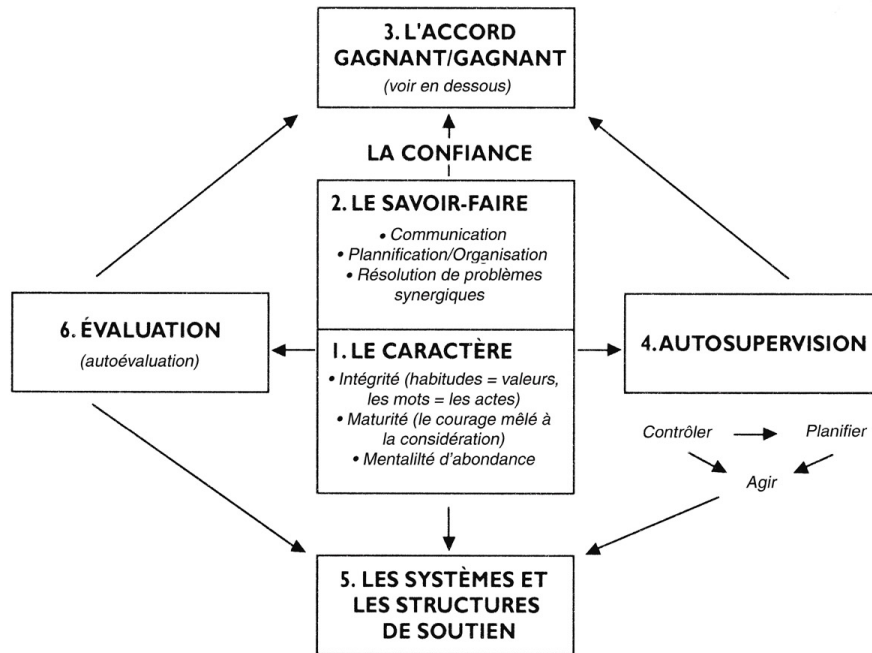 3. L'ACCORD
GAGNANT/GAGNANT
(voir en dessous)
LA CONFIANCE
2. LE SAVOIR-FAIRE
• Communication
• Plannification/Organisation
• Résolution de problèmes
synergiques
6. ÉVALUATION
(autoévaluation)
1. LE CARACTÈRE
• Intégrité (habitudes = valeurs,
les mots = les actes)
• Maturité (le courage mêlé à
la considération)
• Mentalilté d'abondance
4. AUTOSUPERVISION
Contrôler
Planifier
Agir
5. LES SYSTÈMES ET
LES STRUCTURES
DE SOUTIEN